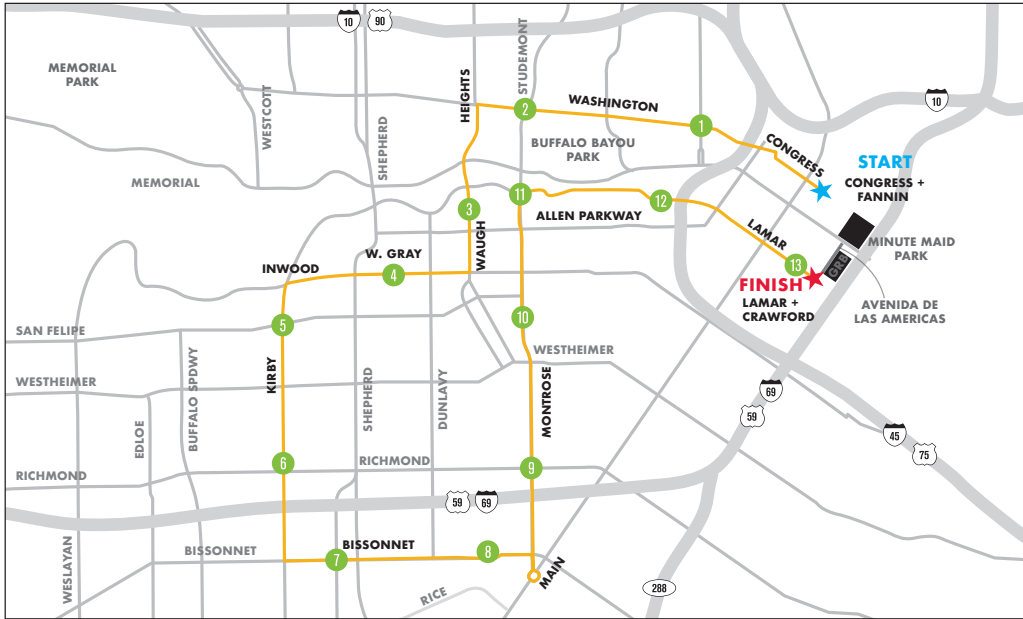 10
90
STUDEMONT
MEMORIAL
PARK
HEIGHTS
WASHINGTON
10
WESTCOTT
2
1
SHEPHERD
BUFFALO BAYOU
PARK
CONGRESS
START
CONGRESS +
FANNIN
MEMORIAL
11
12
3
ALLEN PARKWAY
LAMAR
WAUGH
MINUTE MAID
PARK
W. GRAY
INWOOD
4
13
GRB
FINISH
LAMAR +
CRAWFORD
AVENIDA DE
LAS AMERICAS
SAN FELIPE
5
10
WESTHEIMER
WESTHEIMER
KIRBY
BUFFALO SPDWY
SHEPHERD
DUNLAVY
MONTROSE
69
59
EDLOE
45
75
RICHMOND
6
RICHMOND
9
59
69
BISSONNET
BISSONNET
7
8
WESLAYAN
MAIN
RICE
288